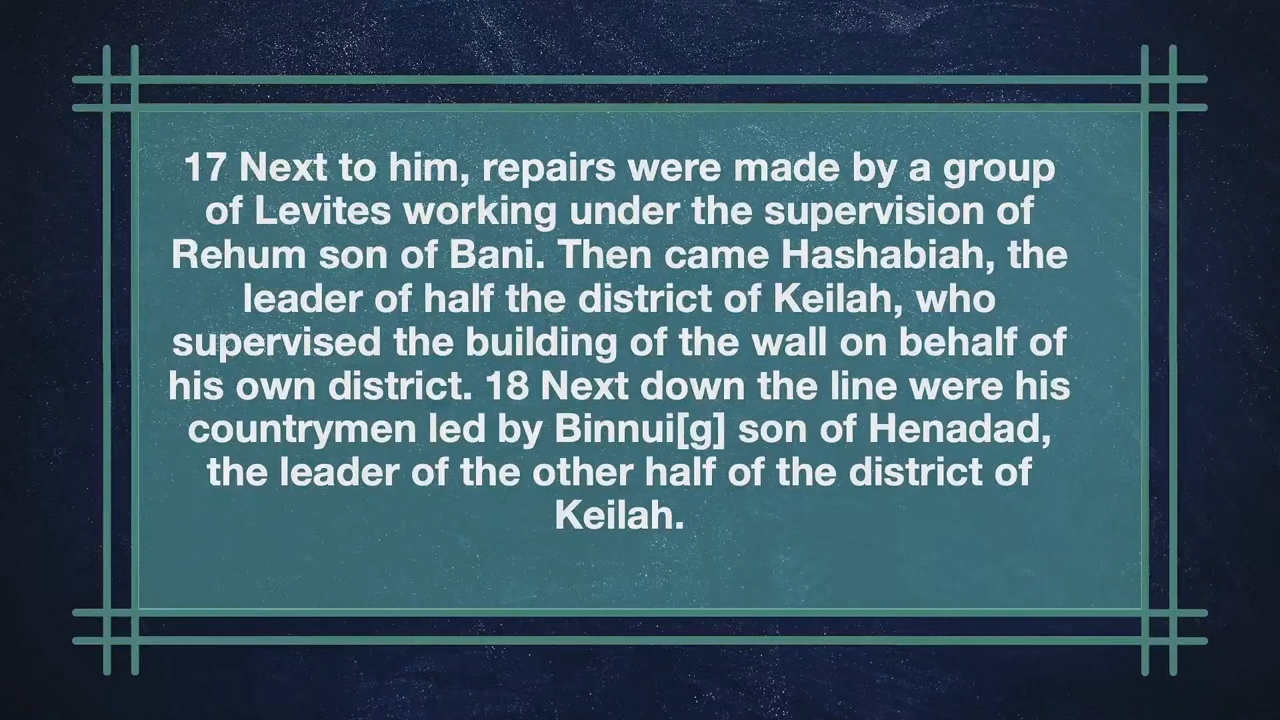 17 Next to him, repairs were made by a group
of Levites working under the supervision of
Rehum son of Bani. Then came Hashabiah, the
leader of half the district of Keilah, who
supervised the building of the wall on behalf of
his own district. 18 Next down the line were his
countrymen led by Binnui[g] son of Henadad,
the leader of the other half of the district of
Keilah.